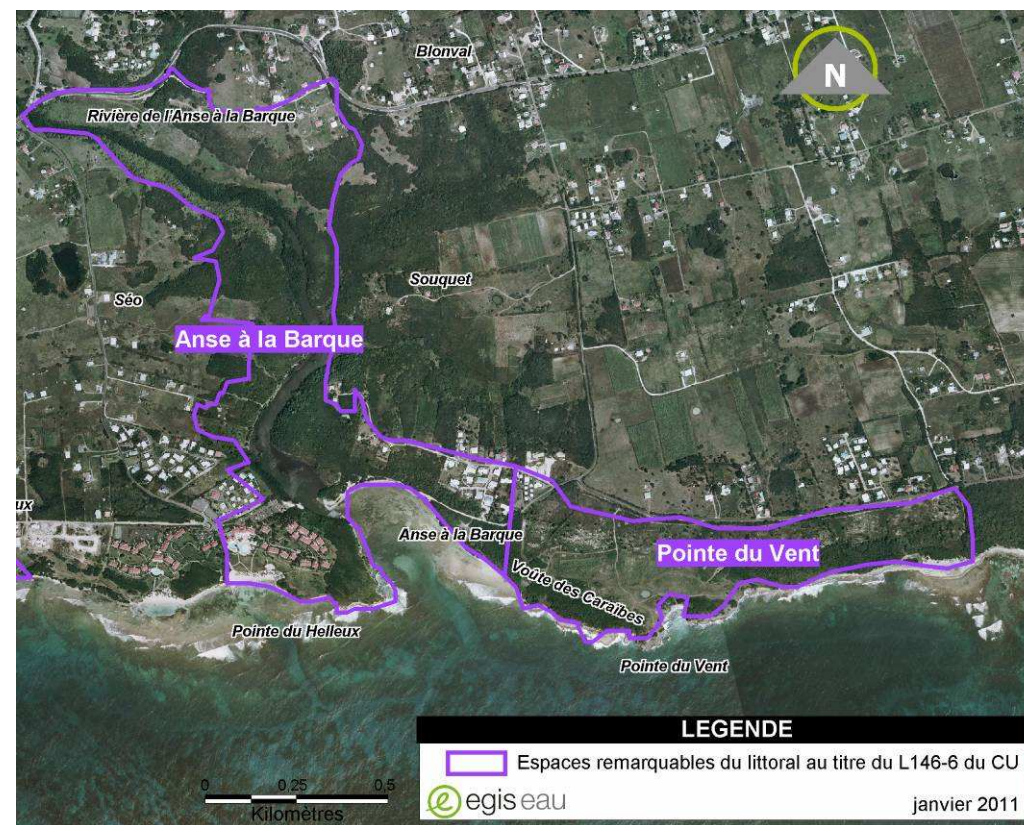 Blonval
N
Rivière de l'Anse à la Barque
Souquet
Séo
Anse à la Barque
ux
Anse à la Barque
Pointe du Vent
Voûte des Caraïbes
Pointe du Helleux
Pointe du Vent
LEGENDE
Espaces remarquables du littoral au titre du L146-6 du CU
0 0,25 0,5
Kilomètres
egis eau
janvier 2011